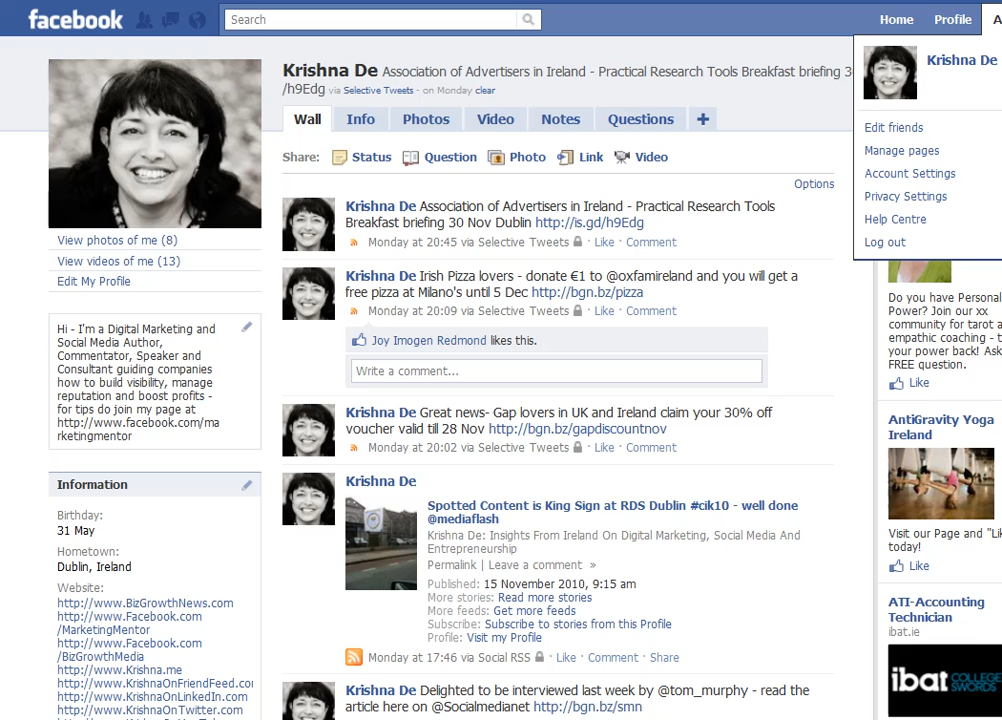 facebook
Search
Home Profile A
Krishna De
Edit friends
Manage pages
Account Settings
Privacy Settings
Help Centre
Log out
Krishna De Association of Advertisers in Ireland - Practical Research Tools Breakfast briefing 3
/h9Edg via Selective Tweets - on Monday clear
Wall Info Photos Video Notes Questions +
Share: Status Question Photo Link Video
Options
View photos of me (8)
View videos of me (13)
Edit My Profile
Hi - I'm a Digital Marketing and
Social Media Author,
Commentator, Speaker and
Consultant guiding companies
how to build visibility, manage
reputation and boost profits -
for tips do join my page at
http://www.facebook.com/ma
rketingmentor
Information
Birthday:
31 May
Hometown:
Dublin, Ireland
Website:
http://www.BizGrowthNews.com
http://www.Facebook.com
/MarketingMentor
http://www.Facebook.com
/BizGrowthMedia
http://www.Krishna.me
http://www.KrishnaOnFriendFeed.co
http://www.KrishnaOnLinkedIn.com
http://www.KrishnaOnTwitter.com
Krishna De Association of Advertisers in Ireland - Practical Research Tools
Breakfast briefing 30 Nov Dublin http://is.gd/h9Edg
Monday at 20:45 via Selective Tweets · Like · Comment
Krishna De Irish Pizza lovers - donate €1 to @oxfamireland and you will get a
free pizza at Milano's until 5 Dec http://bgn.bz/pizza
Monday at 20:09 via Selective Tweets · Like · Comment
Joy Imogen Redmond likes this.
Write a comment...
Krishna De Great news- Gap lovers in UK and Ireland claim your 30% off
voucher valid till 28 Nov http://bgn.bz/gapdiscountnov
Monday at 20:02 via Selective Tweets · Like · Comment
Krishna De
Spotted Content is King Sign at RDS Dublin #cik10 - well done
@mediaflash
Krishna De: Insights From Ireland On Digital Marketing, Social Media And
Entrepreneurship
Permalink | Leave a comment »
Published: 15 November 2010, 9:15 am
More stories: Read more stories
More feeds: Get more feeds
Subscribe: Subscribe to stories from this Profile
Profile: Visit my Profile
Monday at 17:46 via Social RSS · Like · Comment · Share
Krishna De Delighted to be interviewed last week by @tom_murphy - read the
article here on @Socialmedianet http://bgn.bz/smn
Do you have Personal
Power? Join our xx
community for tarot a
empathic coaching - t
your power back! Ask
FREE question.
Like
AntiGravity Yoga
Ireland
Visit our Page and "Lik
today!
Like
ATI-Accounting
Technician
ibat.ie
ibat COLLEGE
SWORDS